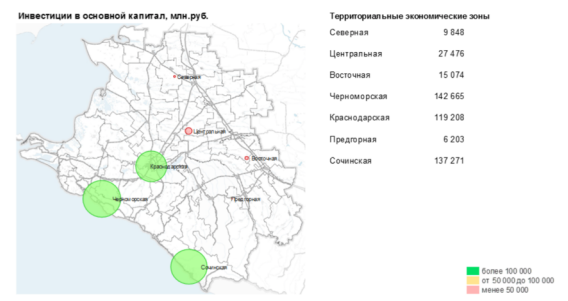 Инвестиции в основной капитал, млн.руб.
Северная
Центральная
Восточная
Краснодарская
Черноморская
Предгорная
Сочинская
Территориальные экономические зоны
Северная 9 848
Центральная 27 476
Восточная 15 074
Черноморская 142 665
Краснодарская 119 208
Предгорная 6 203
Сочинская 137 271
более 100 000
от 50 000 до 100 000
менее 50 000